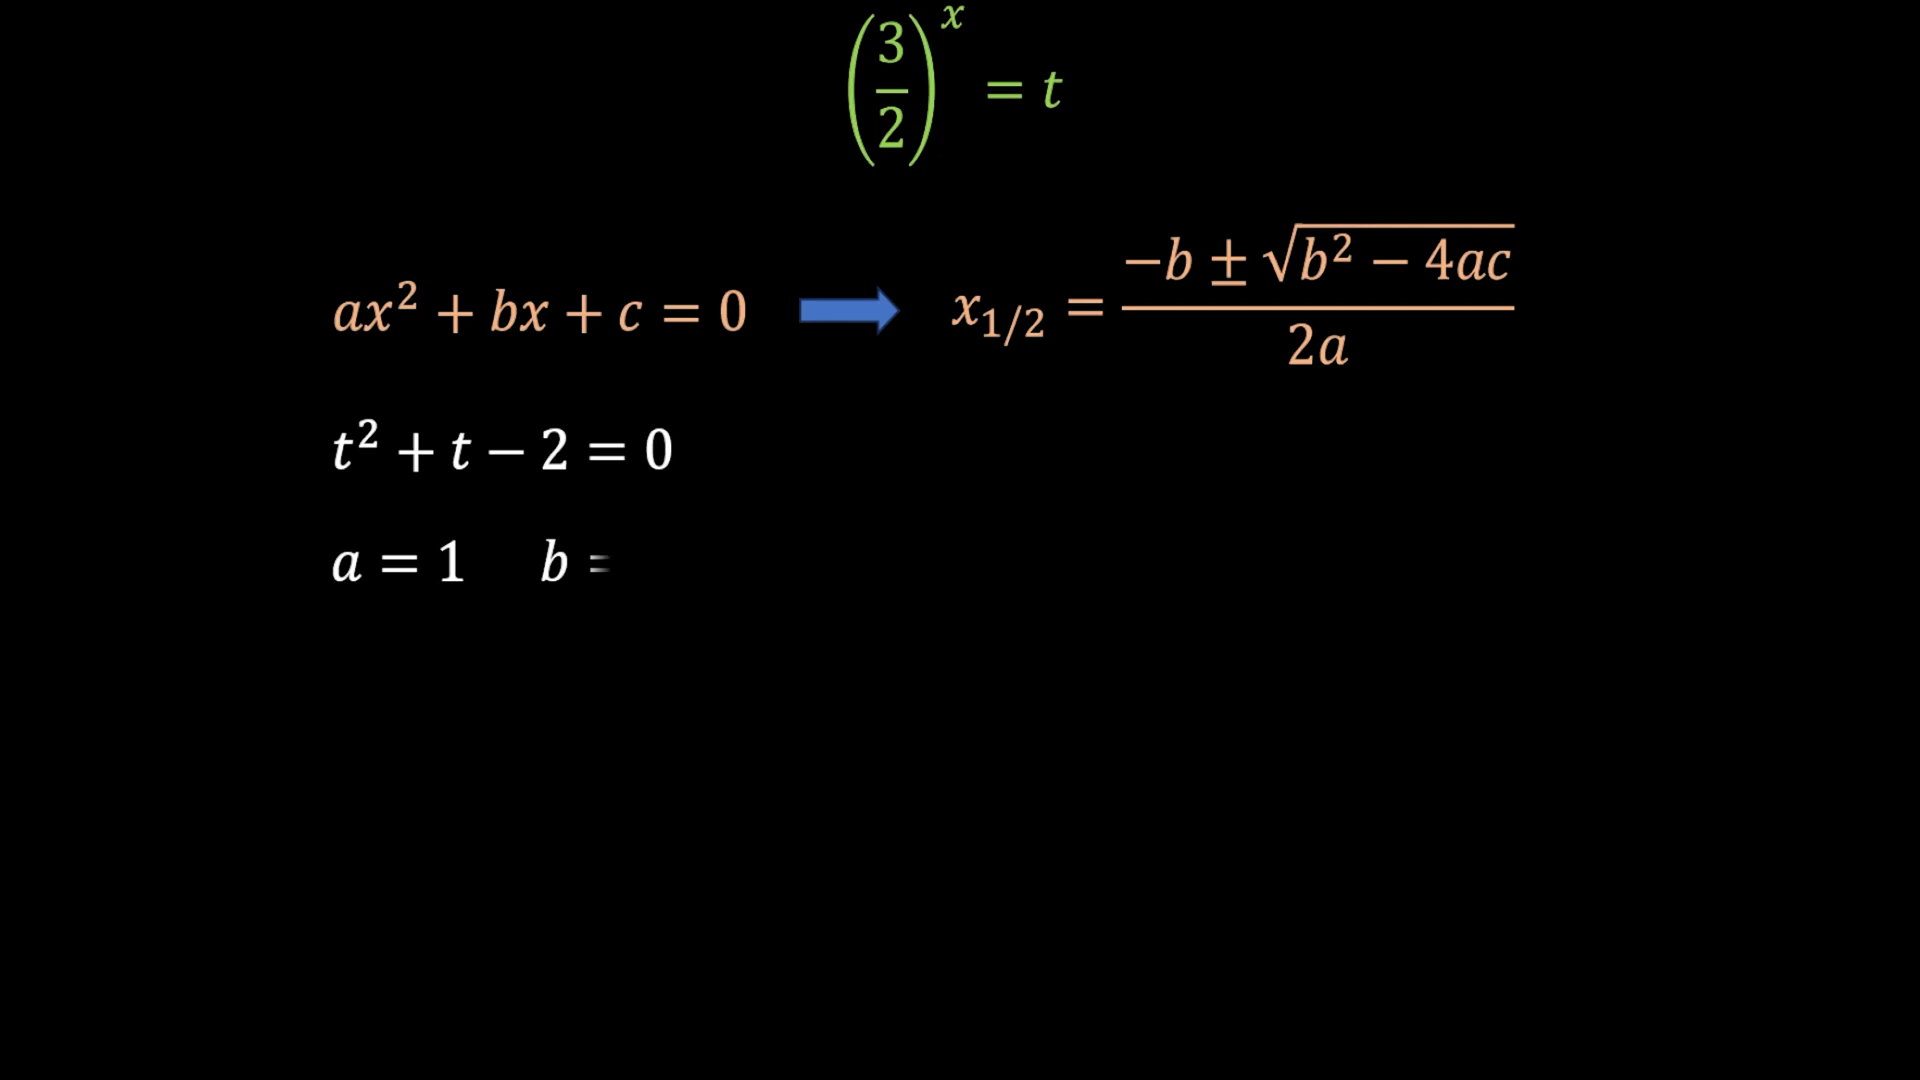 (3/2)^x = t
ax² + bx + c = 0 ➡ x_{1/2} = (−b ± √(b² − 4ac))/(2a)
t² + t − 2 = 0
a = 1 b =